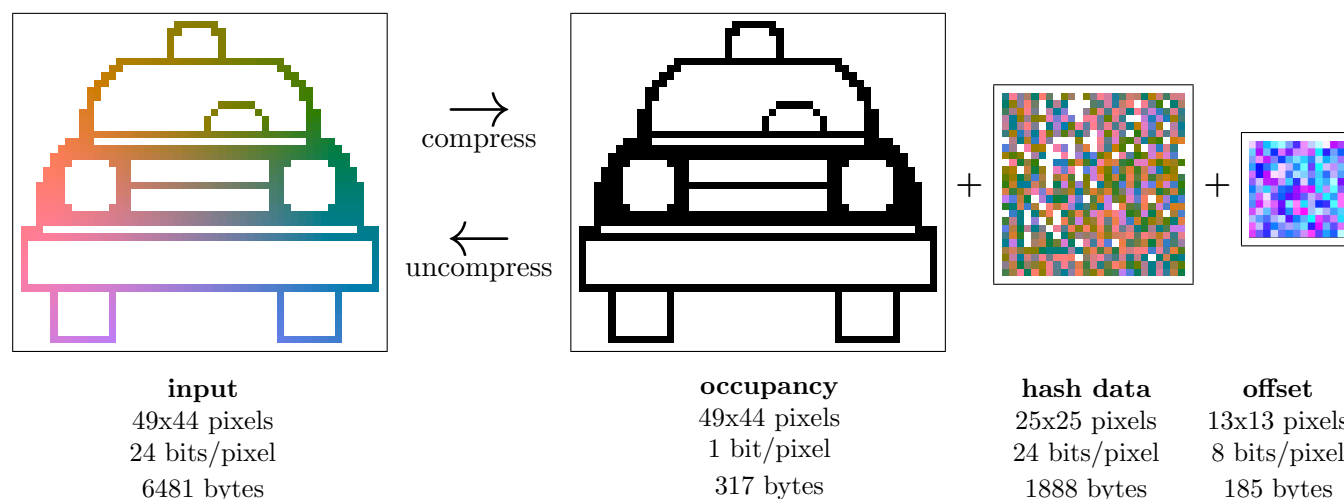 compress
uncompress
+
+
input
49x44 pixels
24 bits/pixel
6481 bytes
occupancy
49x44 pixels
1 bit/pixel
317 bytes
hash data
25x25 pixels
24 bits/pixel
1888 bytes
offset
13x13 pixels
8 bits/pixel
185 bytes